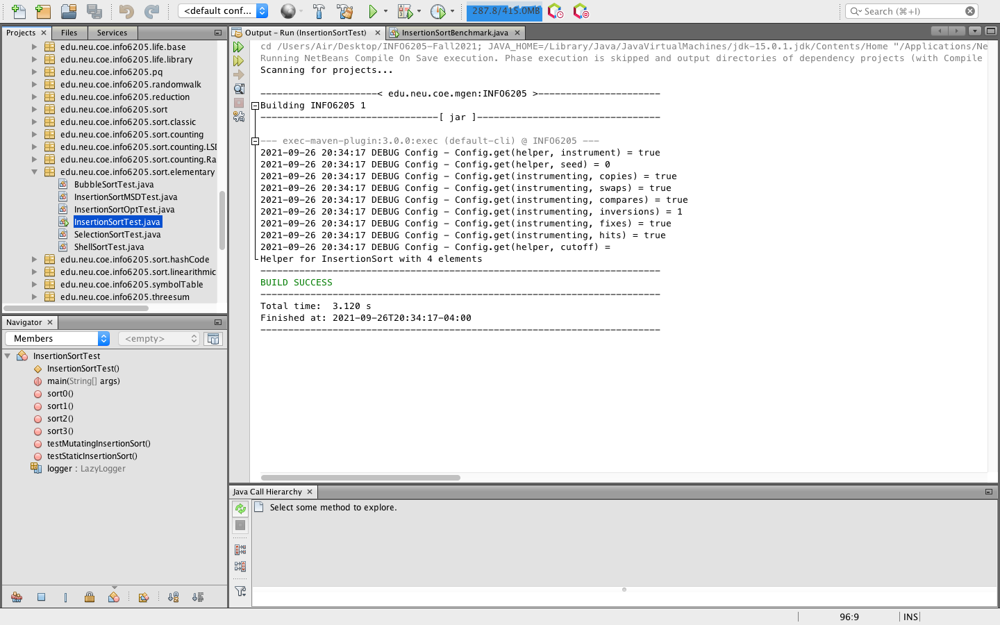 <default conf...
287.8/415.0MB
Search (⌘+I)
Projects
Files
Services
edu.neu.coe.info6205.life.base
edu.neu.coe.info6205.life.library
edu.neu.coe.info6205.pq
edu.neu.coe.info6205.randomwalk
edu.neu.coe.info6205.reduction
edu.neu.coe.info6205.sort
edu.neu.coe.info6205.sort.classic
edu.neu.coe.info6205.sort.counting
edu.neu.coe.info6205.sort.counting.LSI
edu.neu.coe.info6205.sort.counting.Ra
edu.neu.coe.info6205.sort.elementary
BubbleSortTest.java
InsertionSortMSDTest.java
InsertionSortOptTest.java
InsertionSortTest.java
SelectionSortTest.java
ShellSortTest.java
edu.neu.coe.info6205.sort.hashCode
edu.neu.coe.info6205.sort.linearithmic
edu.neu.coe.info6205.symbolTable
edu.neu.coe.info6205.threesum
Navigator
Members
<empty>
InsertionSortTest
InsertionSortTest()
main(String[] args)
sort0()
sort1()
sort2()
sort3()
testMutatingInsertionSort()
testStaticInsertionSort()
logger : LazyLogger
Output – Run (InsertionSortTest)
InsertionSortBenchmark.java
cd /Users/Air/Desktop/INFO6205-Fall2021; JAVA_HOME=/Library/Java/JavaVirtualMachines/jdk-15.0.1.jdk/Contents/Home "/Applications/Ne
Running NetBeans Compile On Save execution. Phase execution is skipped and output directories of dependency projects (with Compile
Scanning for projects...
---------------------< edu.neu.coe.mgen:INFO6205 >----------------------
Building INFO6205 1
--------------------------------[ jar ]---------------------------------
--- exec-maven-plugin:3.0.0:exec (default-cli) @ INFO6205 ---
2021-09-26 20:34:17 DEBUG Config - Config.get(helper, instrument) = true
2021-09-26 20:34:17 DEBUG Config - Config.get(helper, seed) = 0
2021-09-26 20:34:17 DEBUG Config - Config.get(instrumenting, copies) = true
2021-09-26 20:34:17 DEBUG Config - Config.get(instrumenting, swaps) = true
2021-09-26 20:34:17 DEBUG Config - Config.get(instrumenting, compares) = true
2021-09-26 20:34:17 DEBUG Config - Config.get(instrumenting, inversions) = 1
2021-09-26 20:34:17 DEBUG Config - Config.get(instrumenting, fixes) = true
2021-09-26 20:34:17 DEBUG Config - Config.get(instrumenting, hits) = true
2021-09-26 20:34:17 DEBUG Config - Config.get(helper, cutoff) =
Helper for InsertionSort with 4 elements
------------------------------------------------------------------------
BUILD SUCCESS
------------------------------------------------------------------------
Total time:  3.120 s
Finished at: 2021-09-26T20:34:17-04:00
------------------------------------------------------------------------
Java Call Hierarchy
Select some method to explore.
96:9
INS